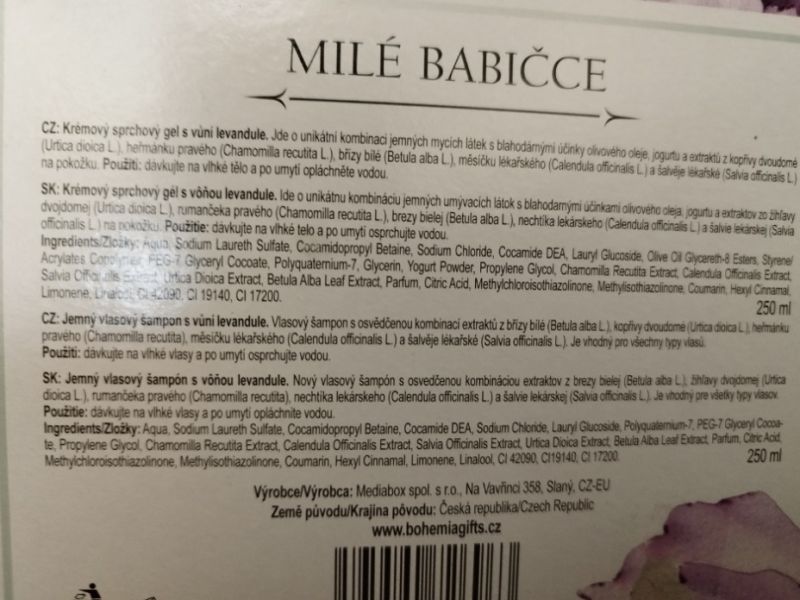 MILÉ BABIČCE
CZ: Krémový sprchový gel s vůní levandule. Jde o unikátní kombinaci jemných mycích látek s blahodárnými účinky olivového oleje, jogurtu a extraktů z kopřivy dvoudomé
(Urtica dioica L.), heřmánku pravého (Chamomilla recutita L.), břízy bílé (Betula alba L.), měsíčku lékařského (Calendula officinalis L.) a šalvěje lékařské (Salvia officinalis L.)
na pokožku. Použití: dávkujte na vlhké tělo a po umytí opláchněte vodou.
SK: Krémový sprchový gél s vôňou levandule. Ide o unikátnu kombináciu jemných umývacích látok s blahodárnymi účinkami olivového oleja, jogurtu a extraktov zo žihľavy
dvojdomej (Urtica dioica L.), rumančeka pravého (Chamomilla recutita L.), brezy bielej (Betula alba L.), nechtíka lekárskeho (Calendula officinalis L.) a šalvie lekárskej (Salvia
officinalis L.) na pokožku. Použitie: dávkujte na vlhké telo a po umytí osprchujte vodou.
Ingredients/Zložky: Aqua, Sodium Laureth Sulfate, Cocamidopropyl Betaine, Sodium Chloride, Cocamide DEA, Lauryl Glucoside, Olive Oil Glycereth-8 Esters, Styrene/
Acrylates Copolymer, PEG-7 Glyceryl Cocoate, Polyquaternium-7, Glycerin, Yogurt Powder, Propylene Glycol, Chamomilla Recutita Extract, Calendula Officinalis Extract,
Salvia Officinalis Extract, Urtica Dioica Extract, Betula Alba Leaf Extract, Parfum, Citric Acid, Methylchloroisothiazolinone, Methylisothiazolinone, Coumarin, Hexyl Cinnamal,
Limonene, Linalool, CI 42090, CI 19140, CI 17200.
250 ml
CZ: Jemný vlasový šampon s vůní levandule. Vlasový šampon s osvědčenou kombinací extraktů z břízy bílé (Betula alba L.), kopřivy dvoudomé (Urtica dioica L.), heřmánku
pravého (Chamomilla recutita), měsíčku lékařského (Calendula officinalis L.) a šalvěje lékařské (Salvia officinalis L.). Je vhodný pro všechny typy vlasů.
Použití: dávkujte na vlhké vlasy a po umytí osprchujte vodou.
SK: Jemný vlasový šampón s vôňou levandule. Nový vlasový šampón s osvedčenou kombináciou extraktov z brezy bielej (Betula alba L.), žihľavy dvojdomej (Urtica
dioica L.), rumančeka pravého (Chamomilla recutita), nechtíka lekárskeho (Calendula officinalis L.) a šalvie lekárskej (Salvia officinalis L.). Je vhodný pre všetky typy vlasov.
Použitie: dávkujte na vlhké vlasy a po umytí opláchnite vodou.
Ingredients/Zložky: Aqua, Sodium Laureth Sulfate, Cocamidopropyl Betaine, Cocamide DEA, Sodium Chloride, Lauryl Glucoside, Polyquaternium-7, PEG-7 Glyceryl Cocoa-
te, Propylene Glycol, Chamomilla Recutita Extract, Calendula Officinalis Extract, Salvia Officinalis Extract, Urtica Dioica Extract, Betula Alba Leaf Extract, Parfum, Citric Acid,
Methylchloroisothiazolinone, Methylisothiazolinone, Coumarin, Hexyl Cinnamal, Limonene, Linalool, CI 42090, CI19140, CI 17200.
250 ml
Výrobce/Výrobca: Mediabox spol. s r.o., Na Vavřinci 358, Slaný, CZ-EU
Země původu/Krajina pôvodu: Česká republika/Czech Republic
www.bohemiagifts.cz